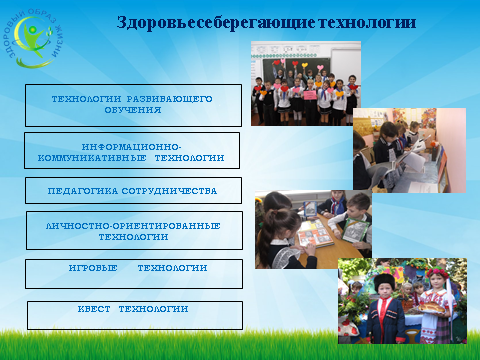 ЗДОРОВЫЙ ОБРАЗ ЖИЗНИ
Здоровьесеберегающие технологии
ТЕХНОЛОГИИ РАЗВИВАЮЩЕГО
ОБУЧЕНИЯ
ИНФОРМАЦИОННО-
КОММУНИКАТИВНЫЕ ТЕХНОЛОГИИ
ПЕДАГОГИКА СОТРУДНИЧЕСТВА
ЛИЧНОСТНО-ОРИЕНТИРОВАННЫЕ
ТЕХНОЛОГИИ
ИГРОВЫЕ ТЕХНОЛОГИИ
КВЕСТ ТЕХНОЛОГИИ